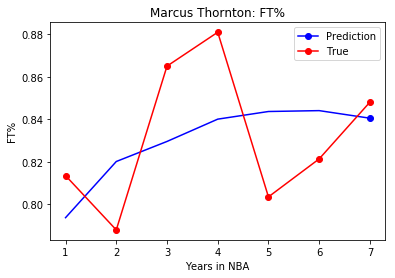 Marcus Thornton: FT%
Prediction
True
FT%
0.88
0.86
0.84
0.82
0.80
1 2 3 4 5 6 7
Years in NBA